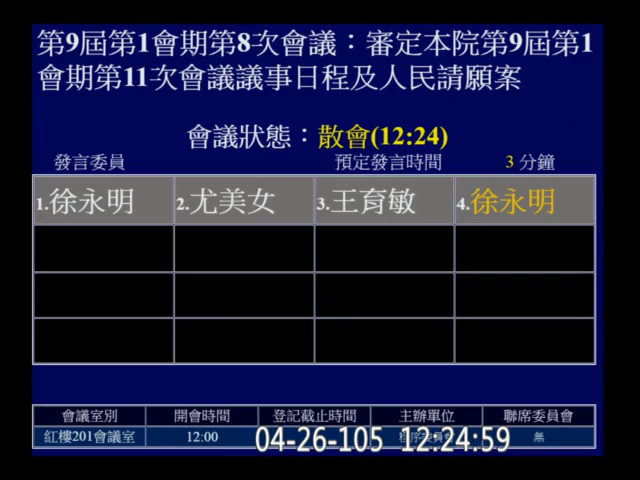 第9屆第1會期第8次會議：審定本院第9屆第1
會期第11次會議議事日程及人民請願案
會議狀態：散會(12:24)
發言委員 預定發言時間 3 分鐘
1.徐永明 2.尤美女 3.王育敏 4.徐永明
會議室別 開會時間 登記截止時間 主辦單位 聯席委員會
紅樓201會議室 12:00 程序委員會 無
04-26-105 12:24:59